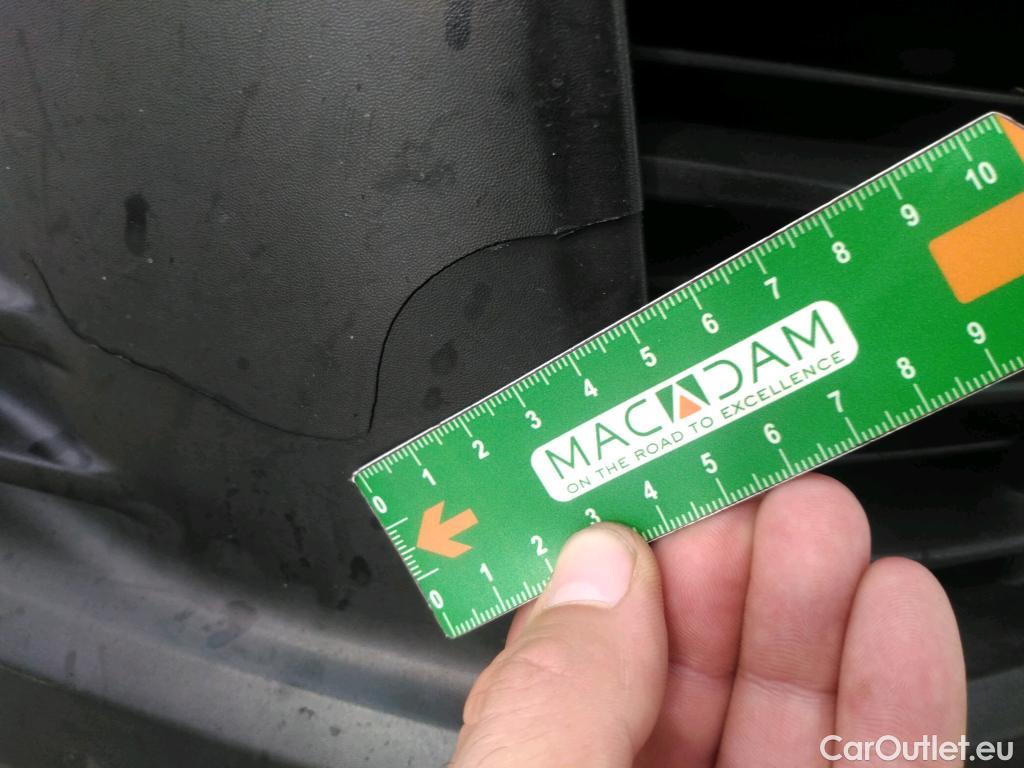 0 1 2 3 4 5 6 7 8 9 10
MACADAM
ON THE ROAD TO EXCELLENCE
0 1 2 3 4 5 6 7 8 9
CarOutlet.eu